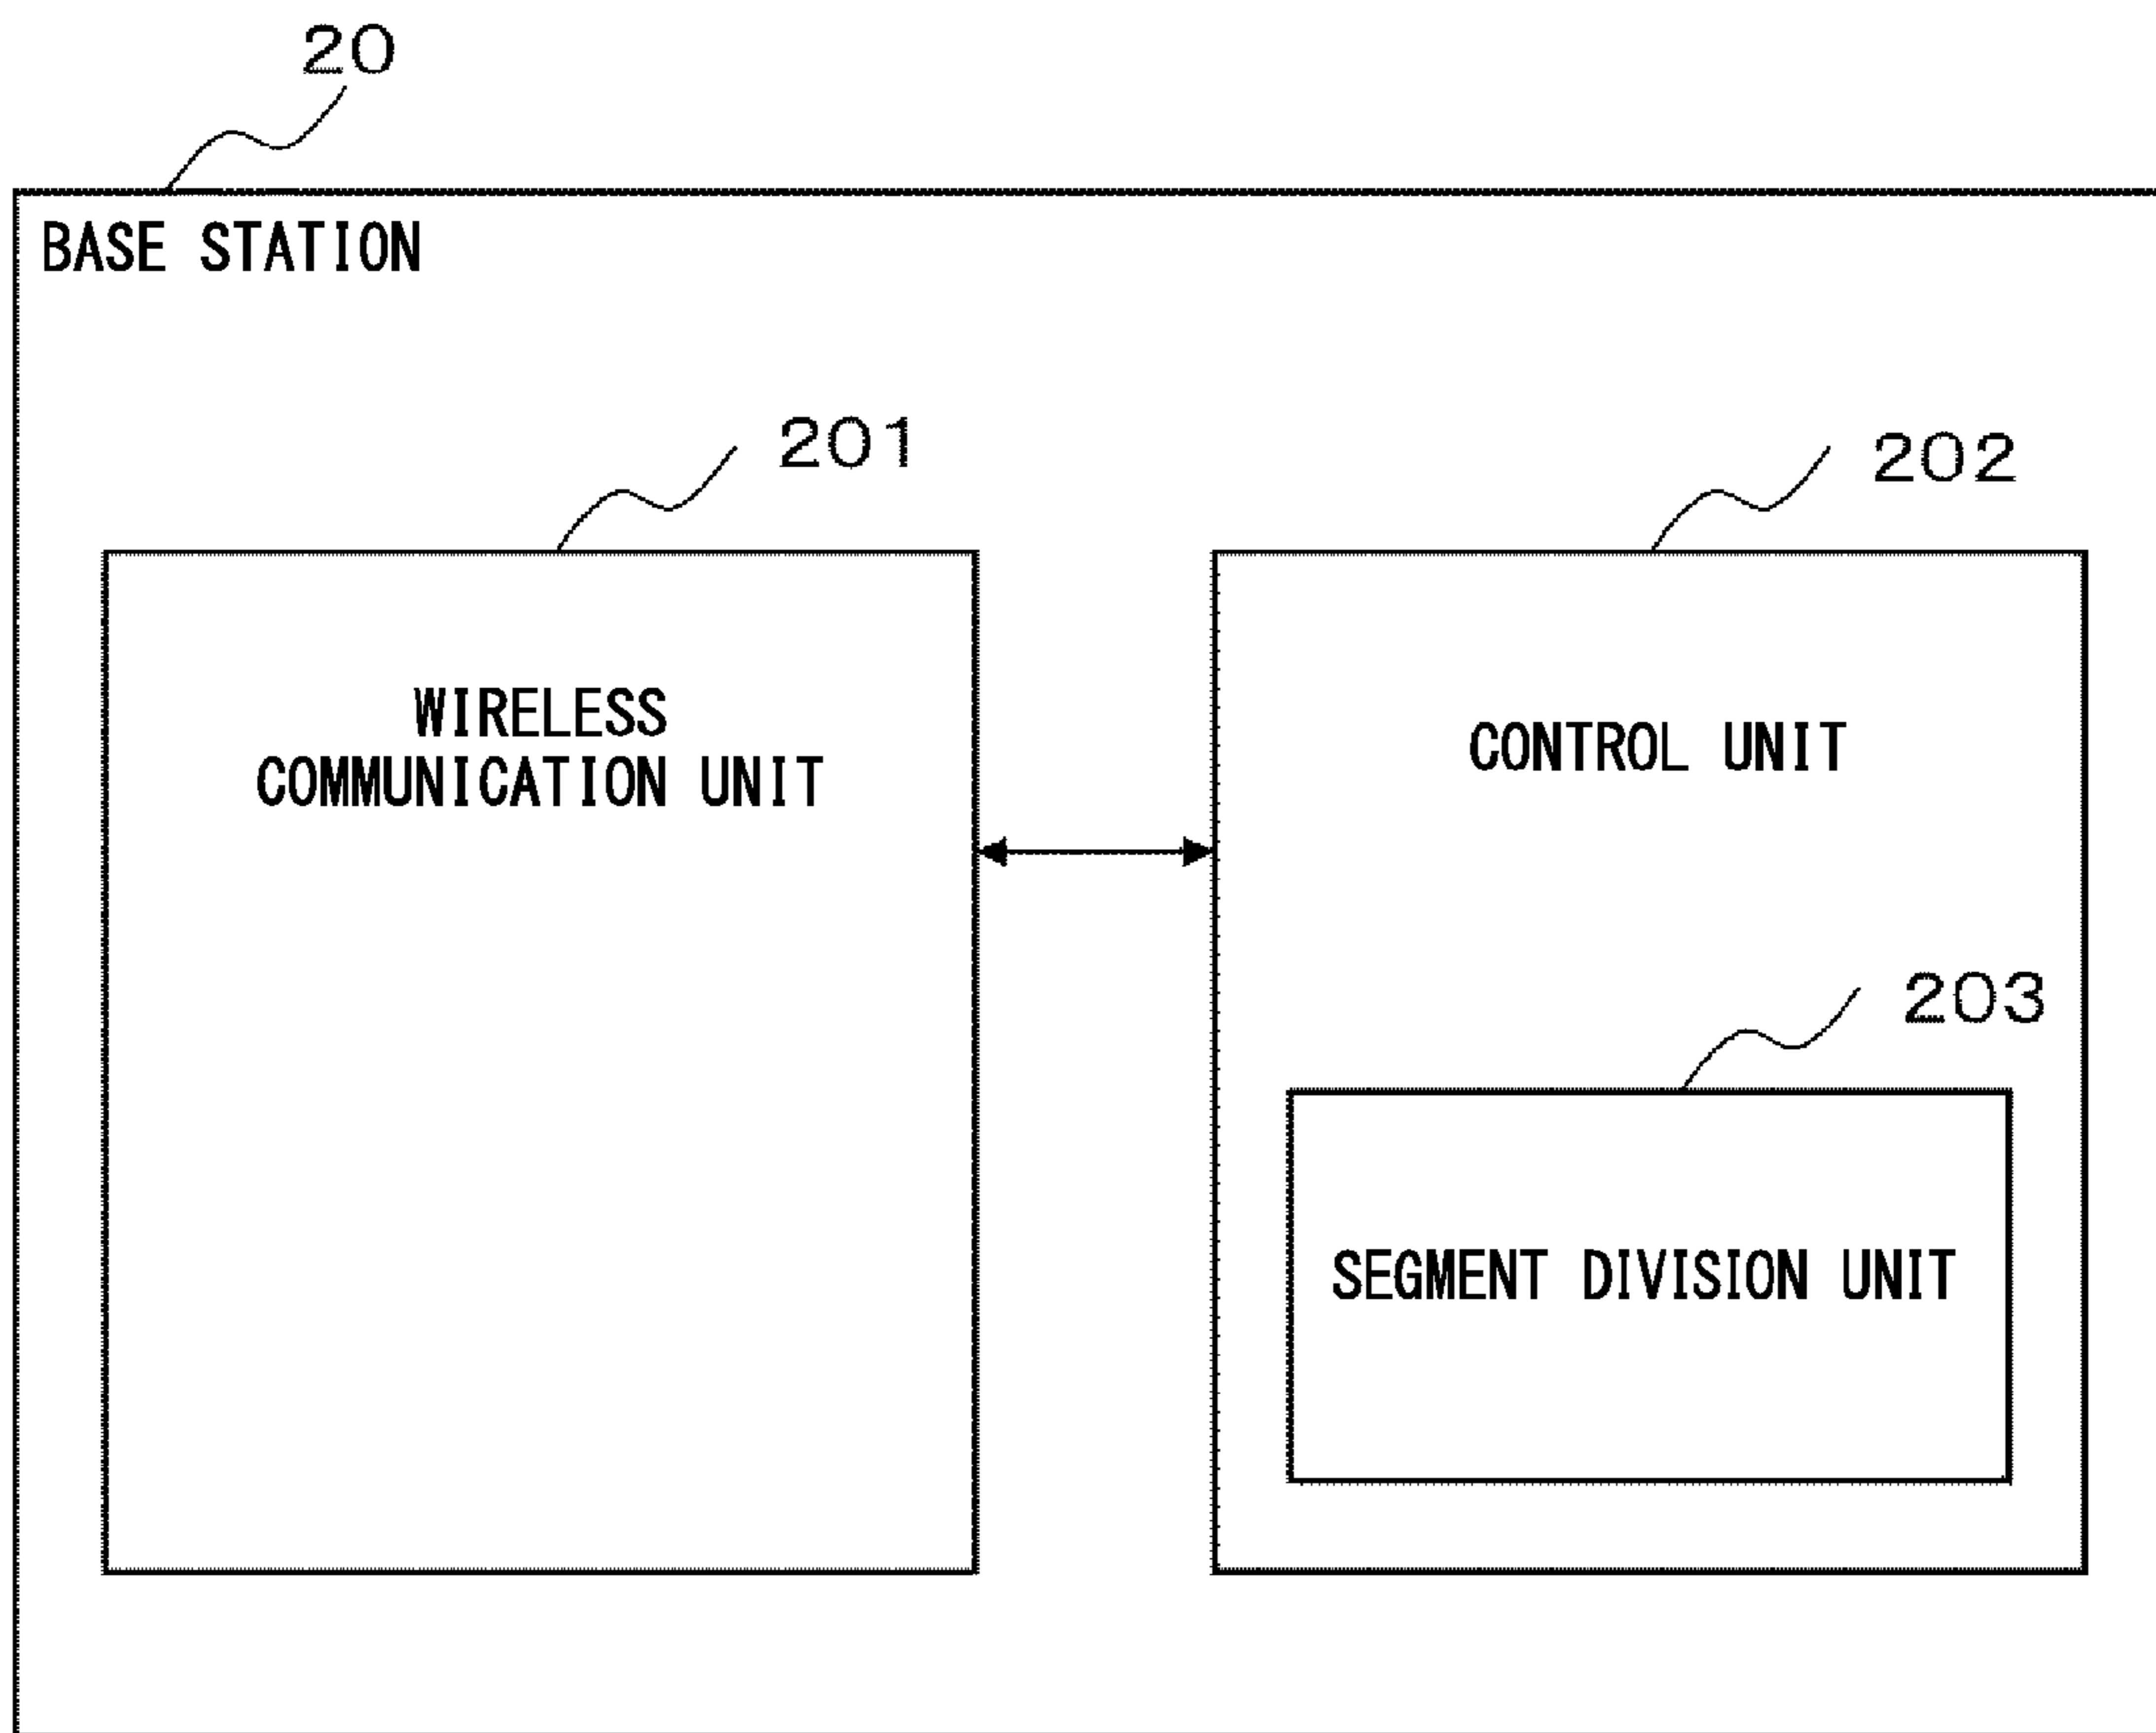 20
BASE STATION
201
202
WIRELESS
COMMUNICATION UNIT
CONTROL UNIT
203
SEGMENT DIVISION UNIT